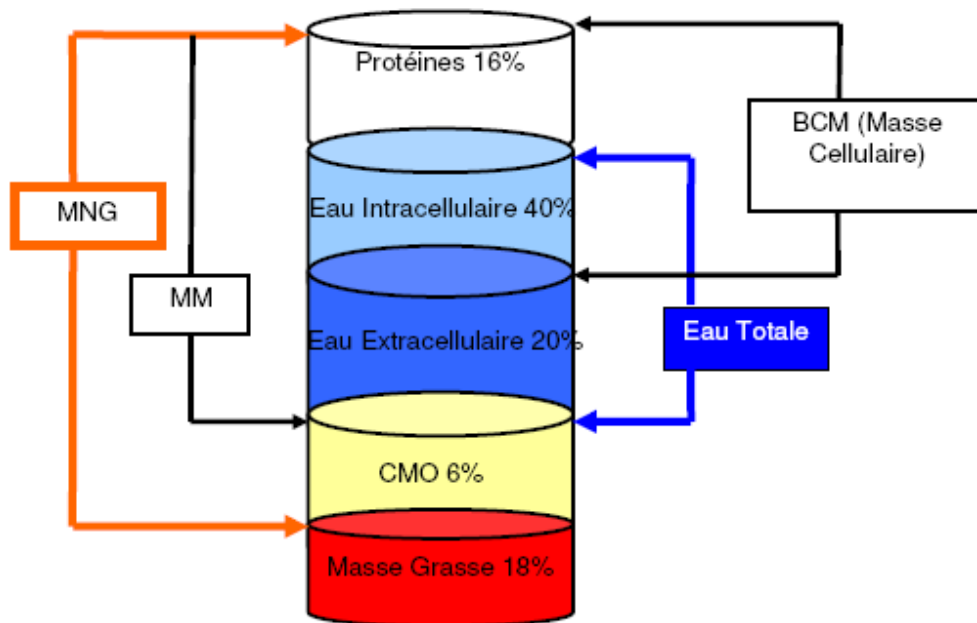 Protéines 16%
BCM (Masse
Cellulaire)
MNG
Eau Intracellulaire 40%
MM
Eau Extracellulaire 20%
Eau Totale
CMO 6%
Masse Grasse 18%